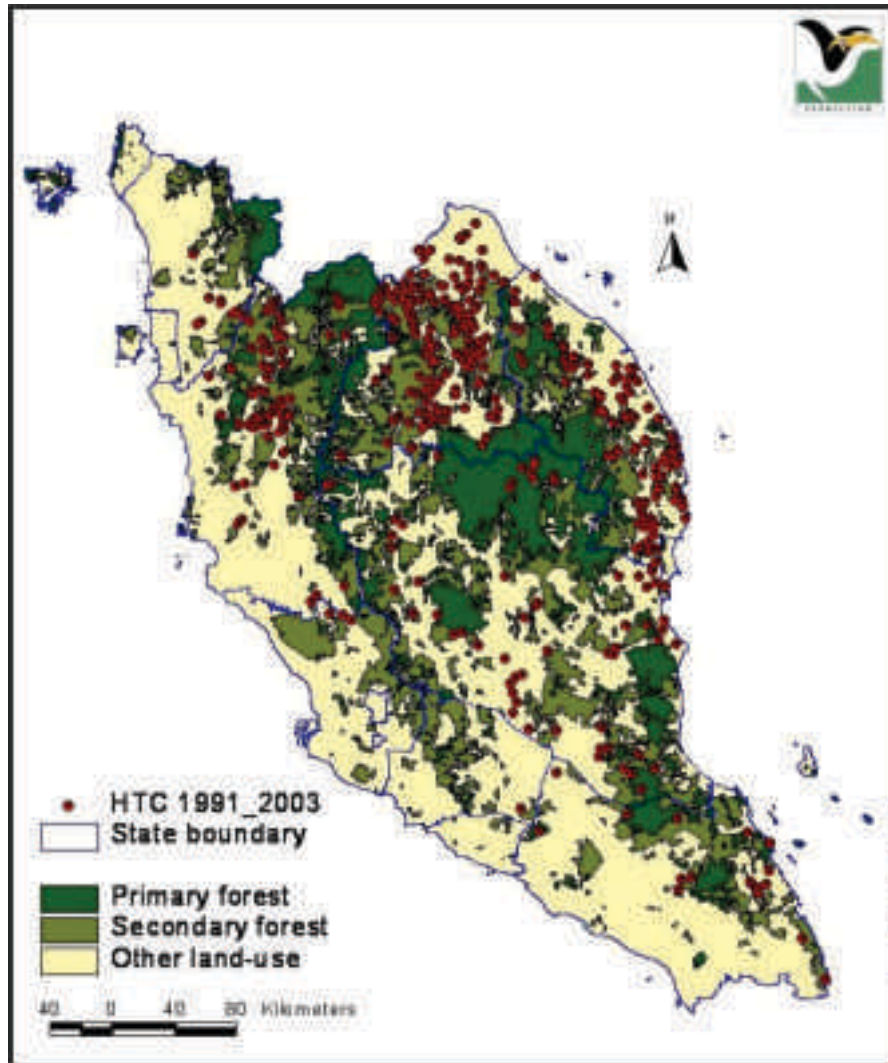 N
HTC 1991_2003
State boundary
Primary forest
Secondary forest
Other land-use
40 0 40 80 Kilometers